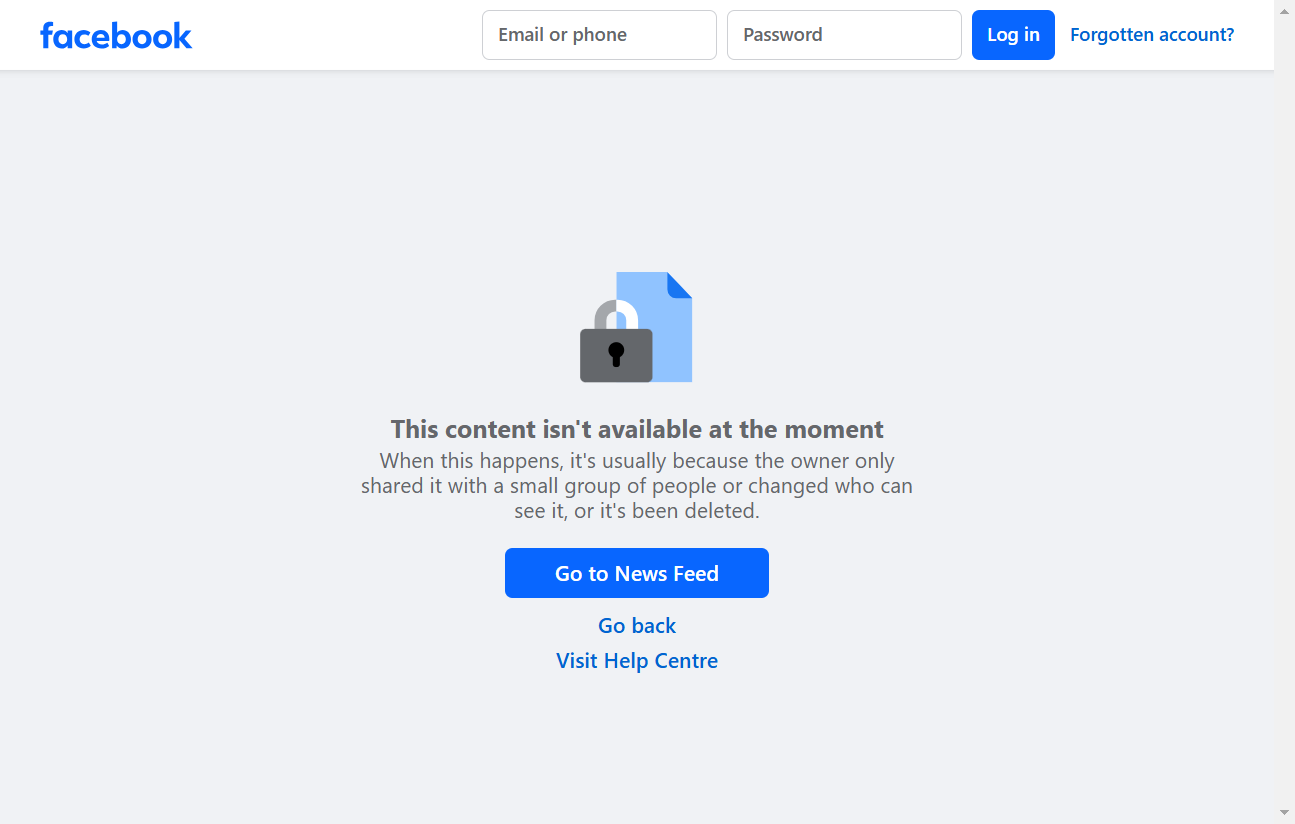 facebook
Email or phone
Password
Log in
Forgotten account?
This content isn't available at the moment
When this happens, it's usually because the owner only
shared it with a small group of people or changed who can
see it, or it's been deleted.
Go to News Feed
Go back
Visit Help Centre